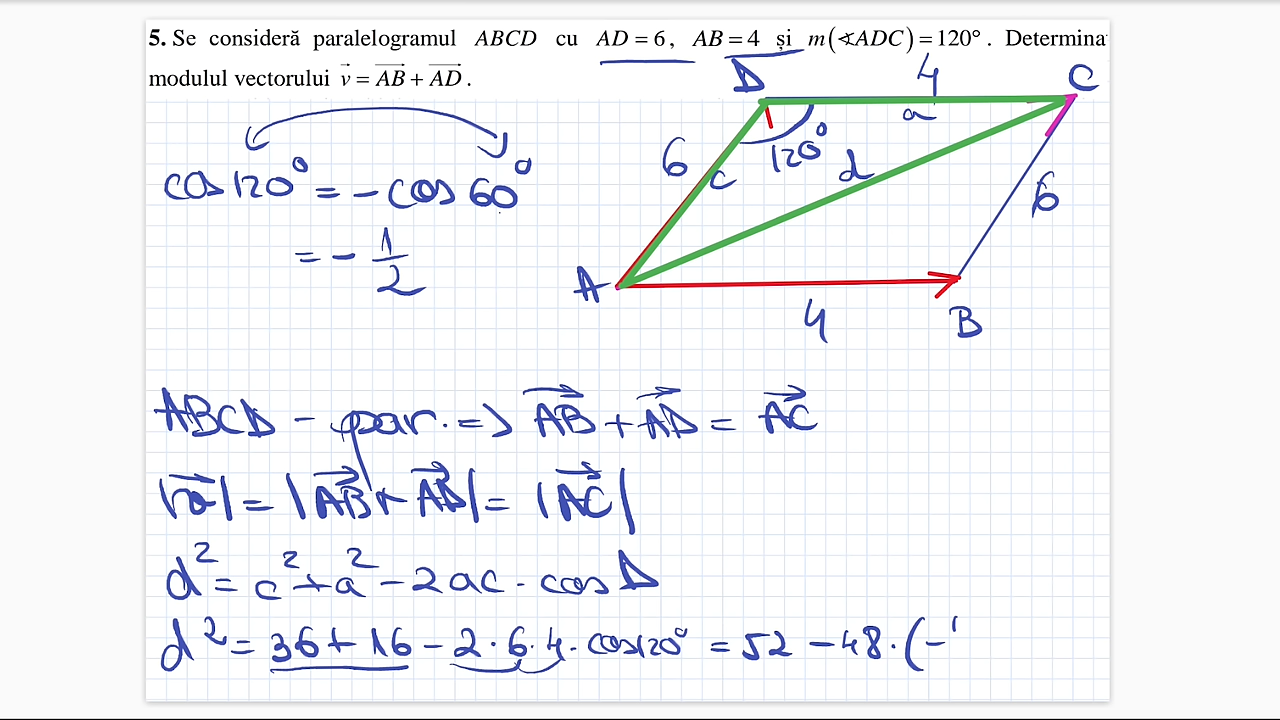 5. Se consideră paralelogramul ABCD cu AD = 6, AB = 4 și m(∢ADC) = 120°. Determina
modulul vectorului v⃗ = AB⃗ + AD⃗.
D 4 C
a
6 120° d
c 6
cos 120° = - cos 60°
= - 1/2
A B
4
ABCD - par. => AB⃗ + AD⃗ = AC⃗
|v⃗| = |AB⃗ + AD⃗| = |AC⃗|
d² = c² + a² - 2ac · cos D
d² = 36 + 16 - 2 · 6 · 4 · cos 120° = 52 - 48 · (-1